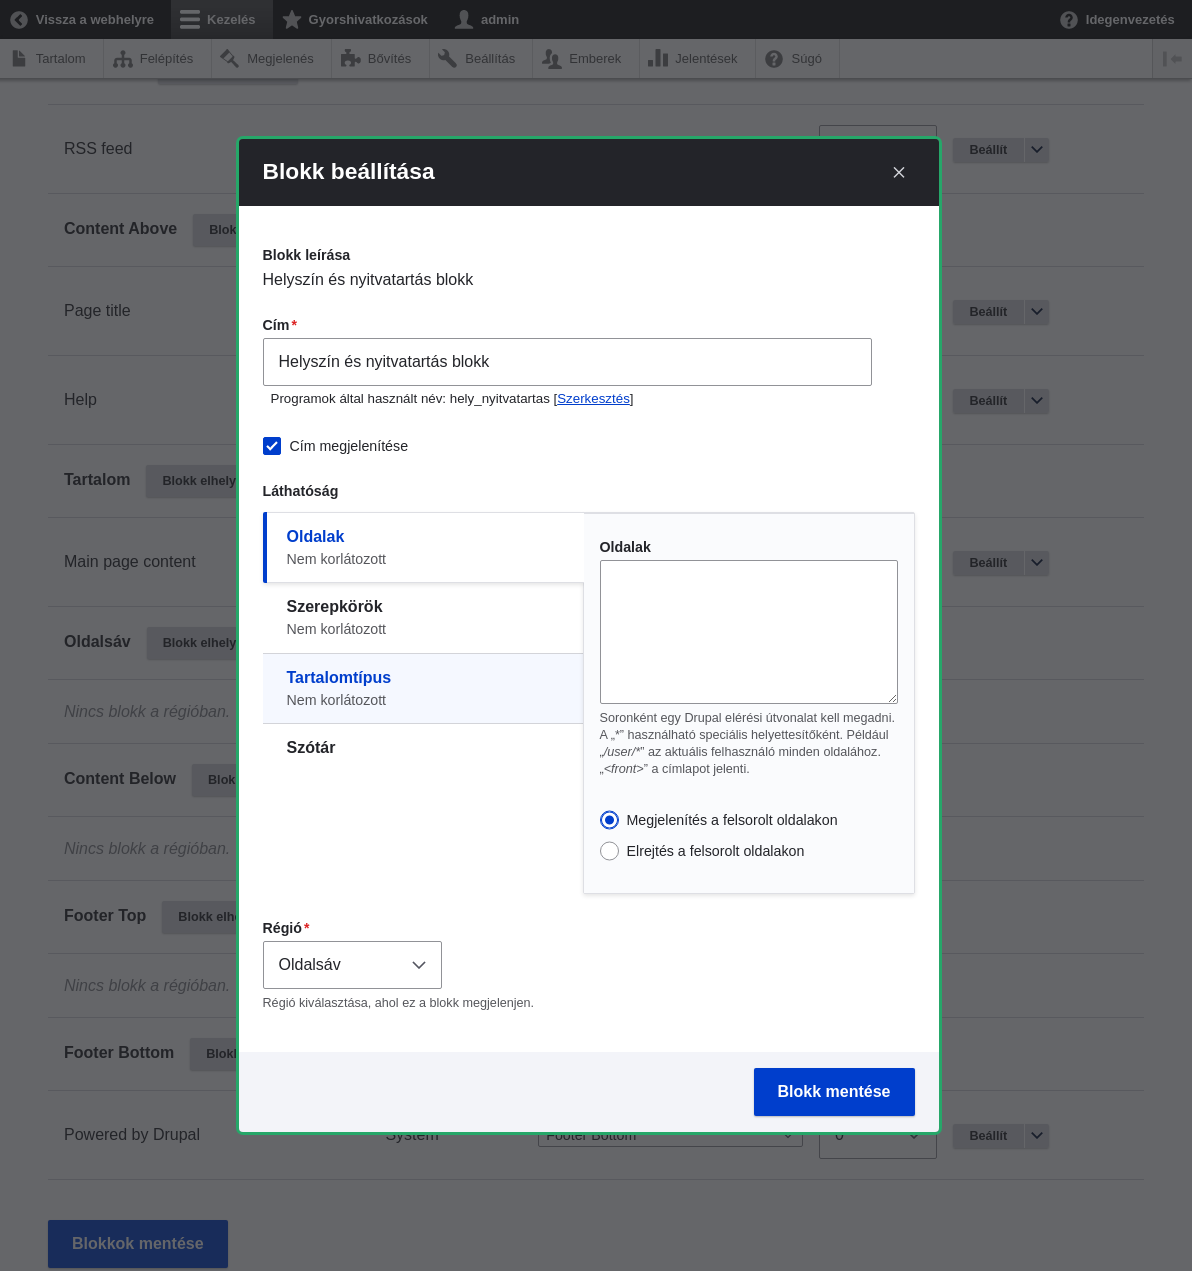 Vissza a webhelyre Kezelés Gyorshivatkozások admin Idegenvezetés
Tartalom Felépítés Megjelenés Bővítés Beállítás Emberek Jelentések Súgó
RSS feed Beállít
Content Above Blok
Page title Beállít
Help Beállít
Tartalom Blokk elhely
Main page content Beállít
Oldalsáv Blokk elhely
Nincs blokk a régióban.
Content Below Blok
Nincs blokk a régióban.
Footer Top Blokk elhe
Nincs blokk a régióban.
Footer Bottom Blokk
Powered by Drupal System Footer Bottom 0 Beállít
Blokkok mentése
Blokk beállítása
Blokk leírása
Helyszín és nyitvatartás blokk
Cím*
Helyszín és nyitvatartás blokk
Programok által használt név: hely_nyitvatartas [Szerkesztés]
Cím megjelenítése
Láthatóság
Oldalak
Nem korlátozott
Szerepkörök
Nem korlátozott
Tartalomtípus
Nem korlátozott
Szótár
Oldalak
Soronként egy Drupal elérési útvonalat kell megadni.
A „*” használható speciális helyettesítőként. Például
„/user/*” az aktuális felhasználó minden oldalához.
„<front>” a címlapot jelenti.
Megjelenítés a felsorolt oldalakon
Elrejtés a felsorolt oldalakon
Régió*
Oldalsáv
Régió kiválasztása, ahol ez a blokk megjelenjen.
Blokk mentése